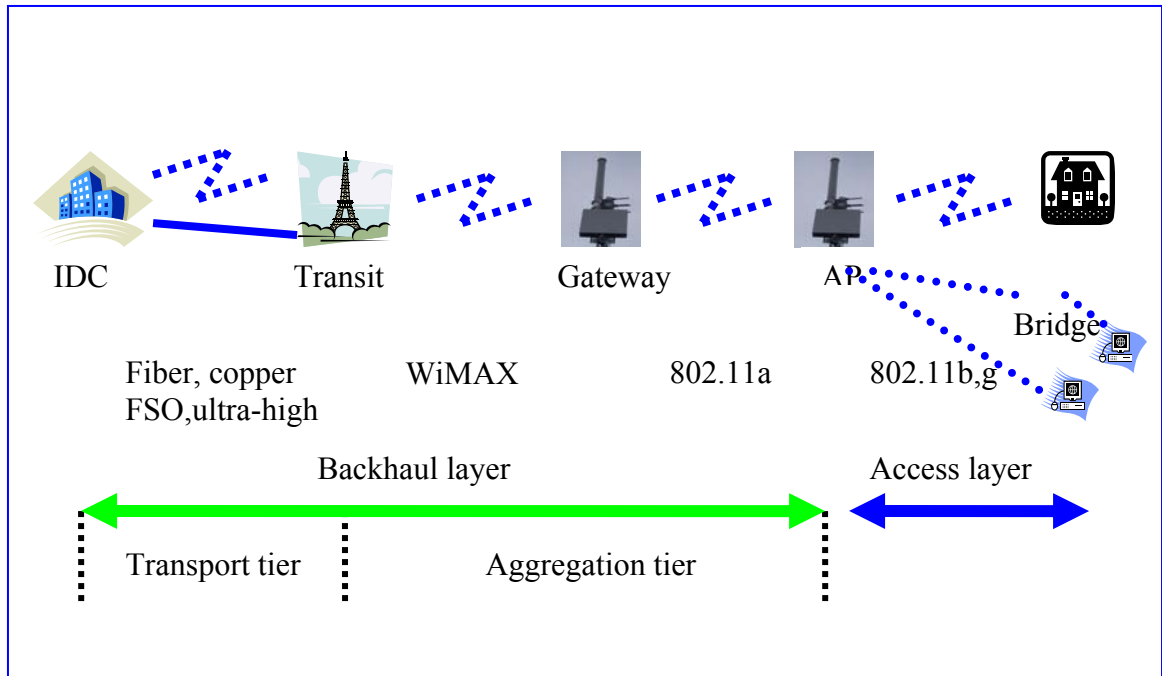 IDC
Transit
Gateway
AP
Bridge
Fiber, copper
FSO,ultra-high
WiMAX
802.11a
802.11b,g
Backhaul layer
Access layer
Transport tier
Aggregation tier